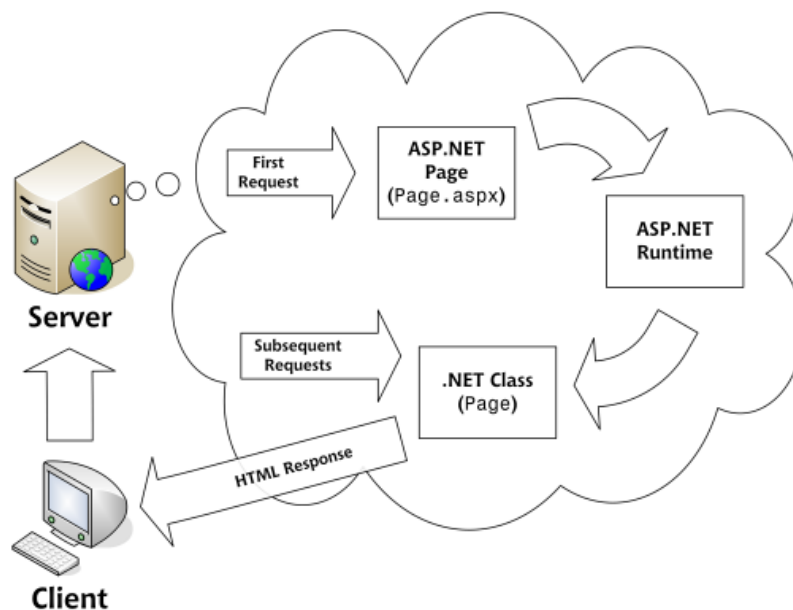 First
Request
ASP.NET
Page
(Page.aspx)
ASP.NET
Runtime
Server
Subsequent
Requests
.NET Class
(Page)
HTML Response
Client